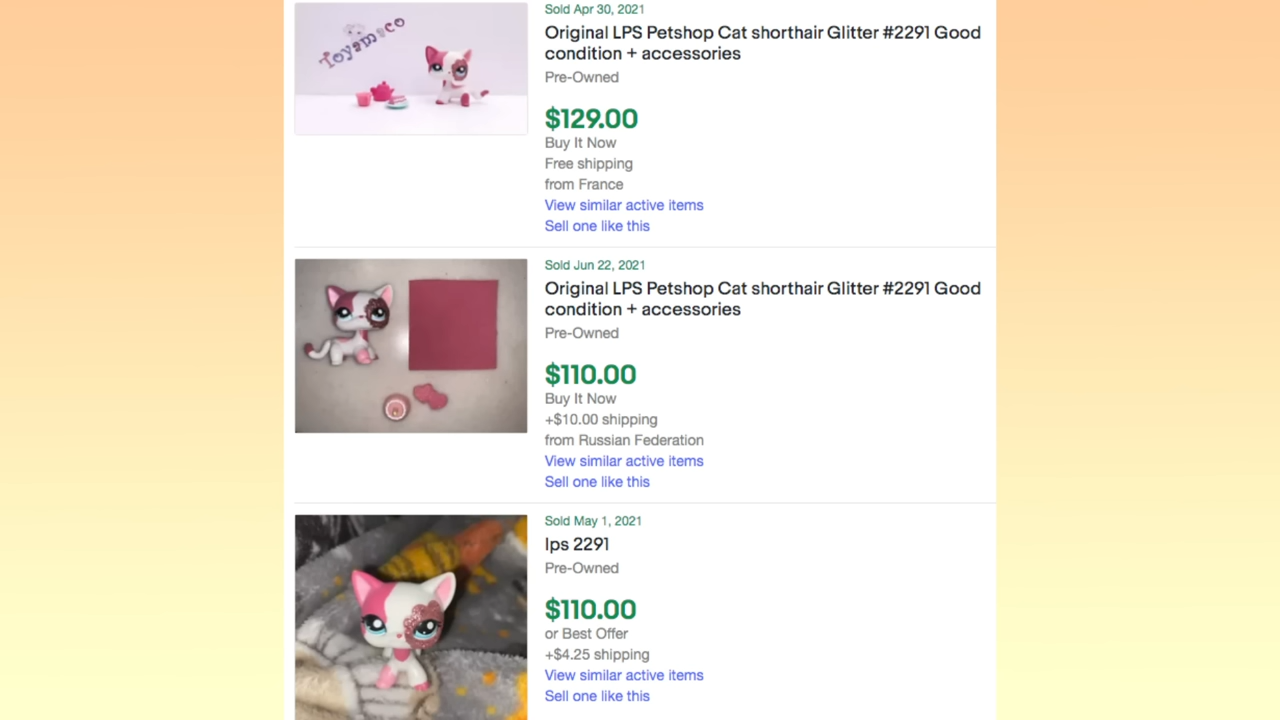 Toyameco
Sold Apr 30, 2021
Original LPS Petshop Cat shorthair Glitter #2291 Good
condition + accessories
Pre-Owned
$129.00
Buy It Now
Free shipping
from France
View similar active items
Sell one like this
Sold Jun 22, 2021
Original LPS Petshop Cat shorthair Glitter #2291 Good
condition + accessories
Pre-Owned
$110.00
Buy It Now
+$10.00 shipping
from Russian Federation
View similar active items
Sell one like this
Sold May 1, 2021
lps 2291
Pre-Owned
$110.00
or Best Offer
+$4.25 shipping
View similar active items
Sell one like this